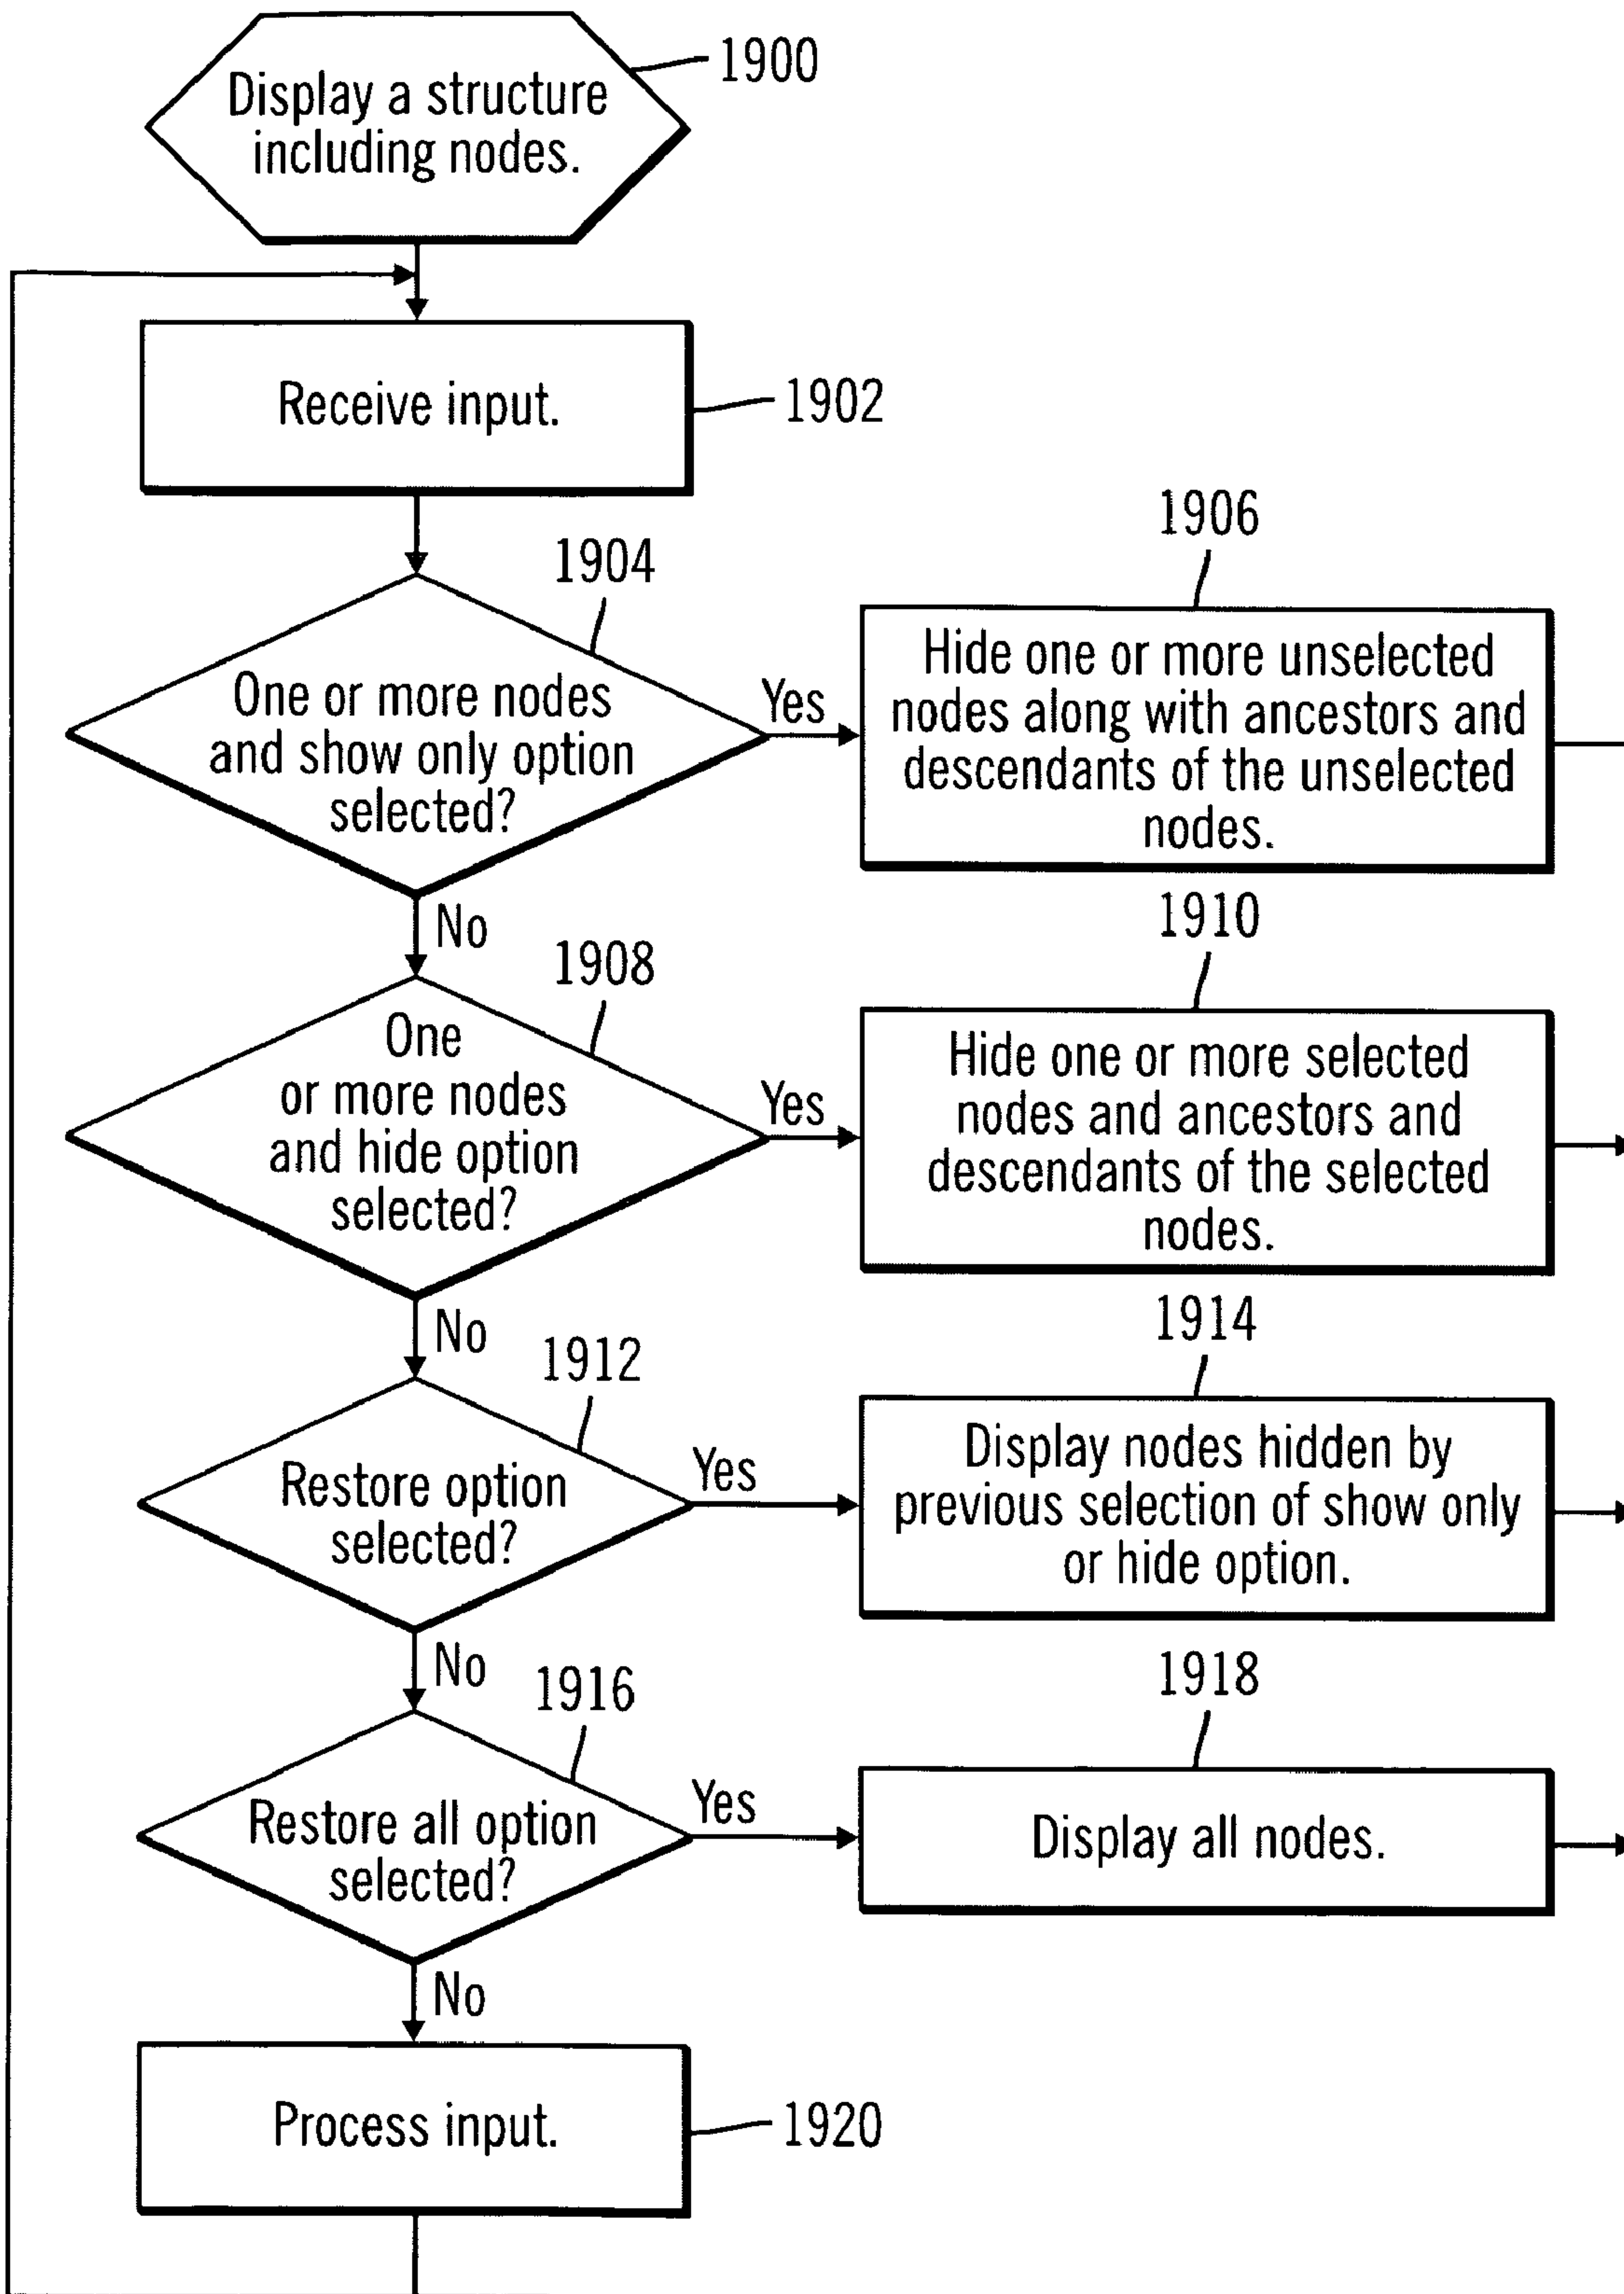 1900
Display a structure
including nodes.
Receive input.
1902
1904
One or more nodes
and show only option
selected?
Yes
1906
Hide one or more unselected
nodes along with ancestors and
descendants of the unselected
nodes.
No
1908
One
or more nodes
and hide option
selected?
Yes
1910
Hide one or more selected
nodes and ancestors and
descendants of the selected
nodes.
No
1912
Restore option
selected?
Yes
1914
Display nodes hidden by
previous selection of show only
or hide option.
No
1916
Restore all option
selected?
Yes
1918
Display all nodes.
No
Process input.
1920